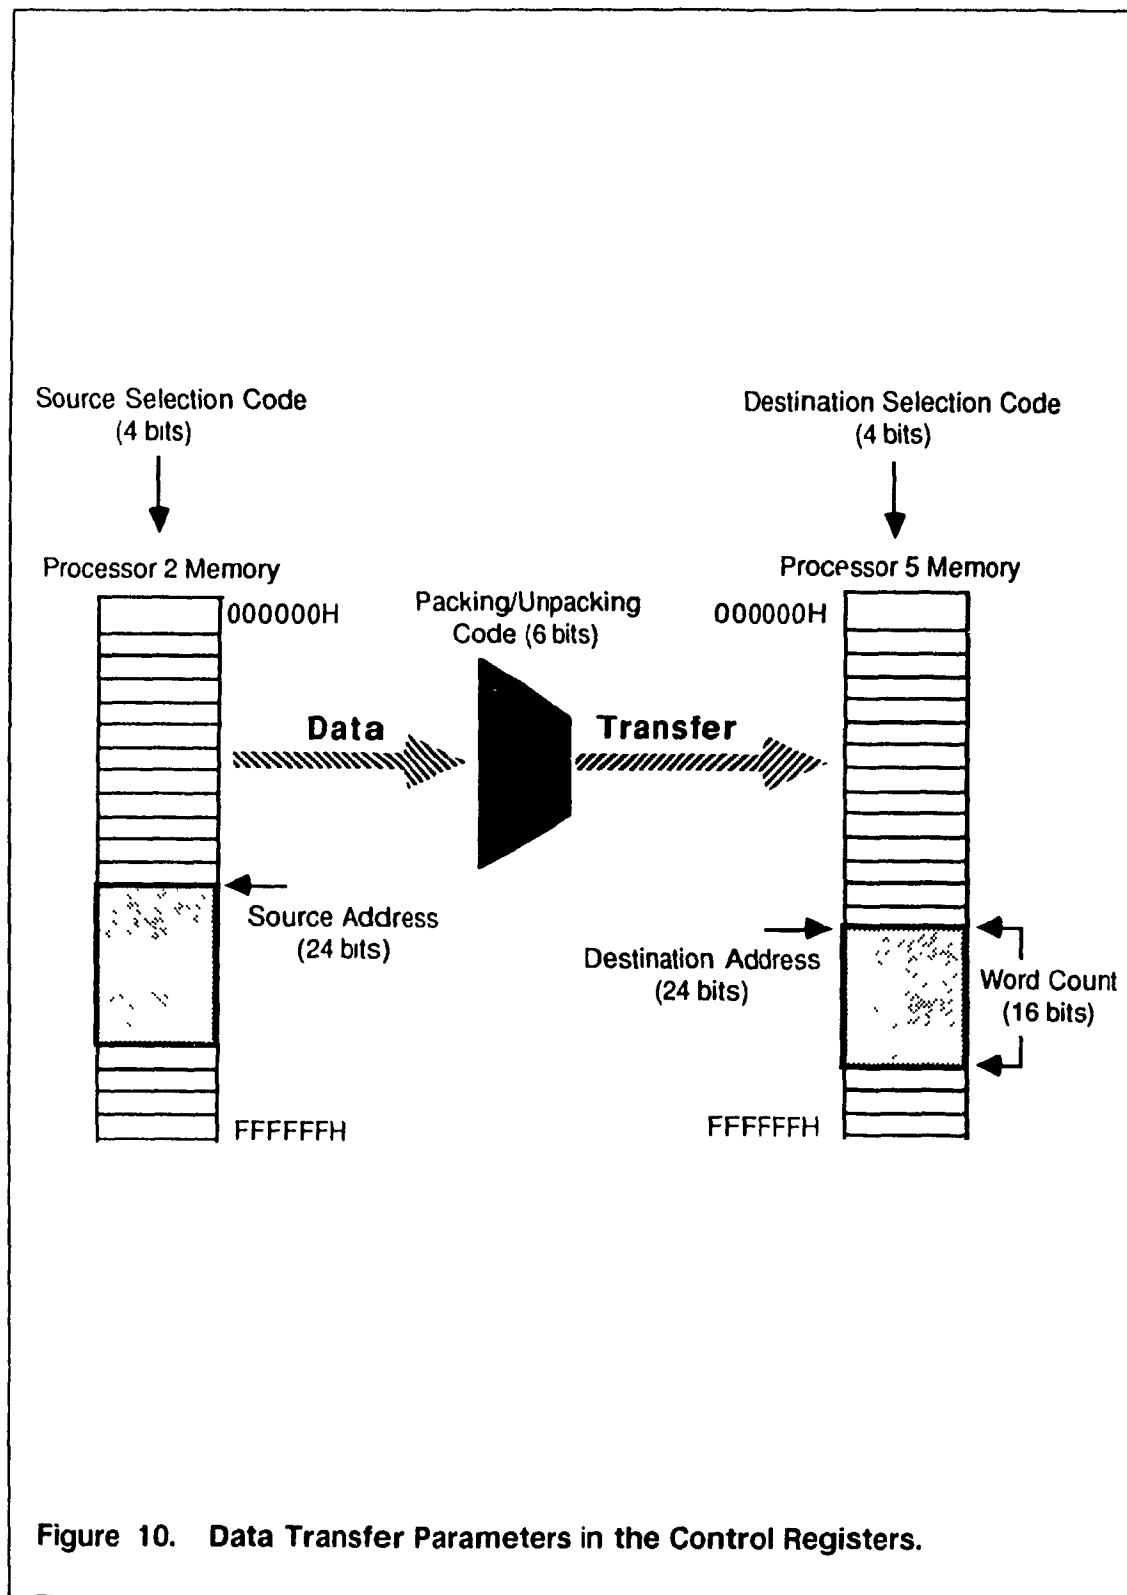 Source Selection Code
(4 bits)
Destination Selection Code
(4 bits)
Processor 2 Memory
Processor 5 Memory
000000H
Packing/Unpacking
Code (6 bits)
000000H
Data
Transfer
Source Address
(24 bits)
Destination Address
(24 bits)
Word Count
(16 bits)
FFFFFFH
FFFFFFH
Figure 10. Data Transfer Parameters in the Control Registers.